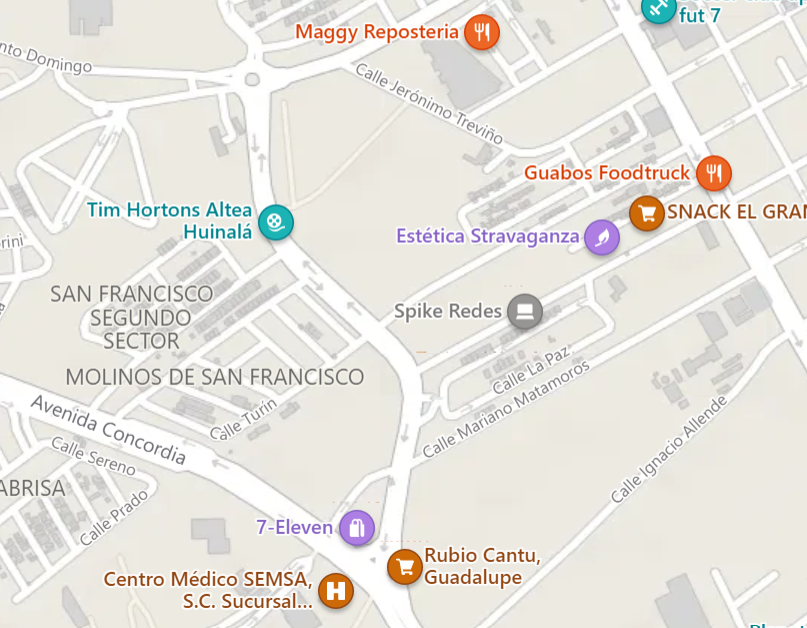 fut 7
Maggy Reposteria
nto Domingo
Calle Jerónimo Treviño
Guabos Foodtruck
SNACK EL GRAN
Tim Hortons Altea
Huinalá
Estética Stravaganza
rini
SAN FRANCISCO
SEGUNDO
SECTOR
Spike Redes
MOLINOS DE SAN FRANCISCO
Calle La Paz
Calle Mariano Matamoros
Calle Turín
Avenida Concordia
Calle Ignacio Allende
Calle Sereno
ABRISA
Calle Prado
7-Eleven
Rubio Cantu,
Guadalupe
Centro Médico SEMSA,
S.C. Sucursal...